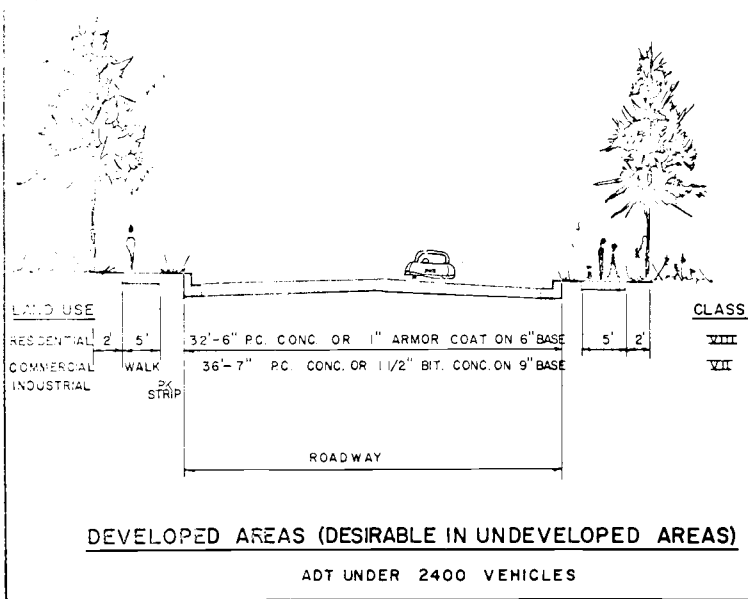 LAND USE CLASS
RESIDENTIAL 2' 5' 32'-6" P.C. CONC. OR 1" ARMOR COAT ON 6" BASE 5' 2' VIII
COMMERCIAL WALK 36'-7" P.C. CONC. OR 1 1/2" BIT. CONC. ON 9" BASE VII
INDUSTRIAL PK
STRIP
ROADWAY
DEVELOPED AREAS (DESIRABLE IN UNDEVELOPED AREAS)
ADT UNDER 2400 VEHICLES